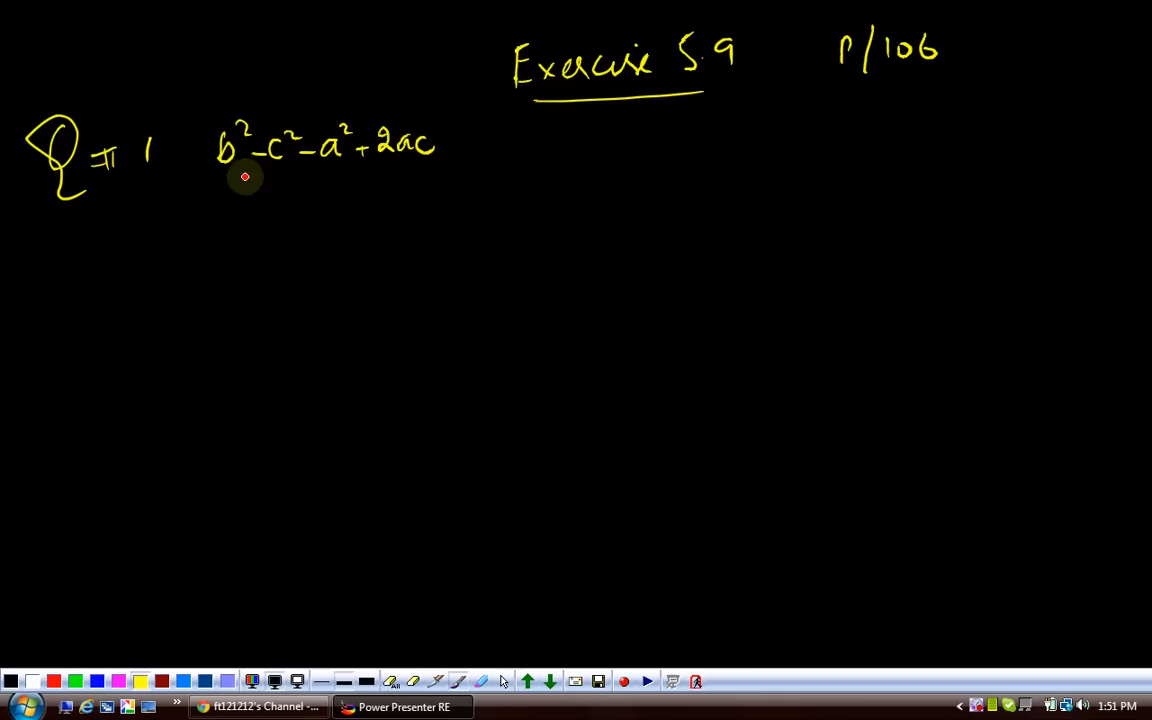 Exercise 5.9 P/106
Q # 1 b²-c²-a²+2ac
ft121212's Channel -... Power Presenter RE 1:51 PM